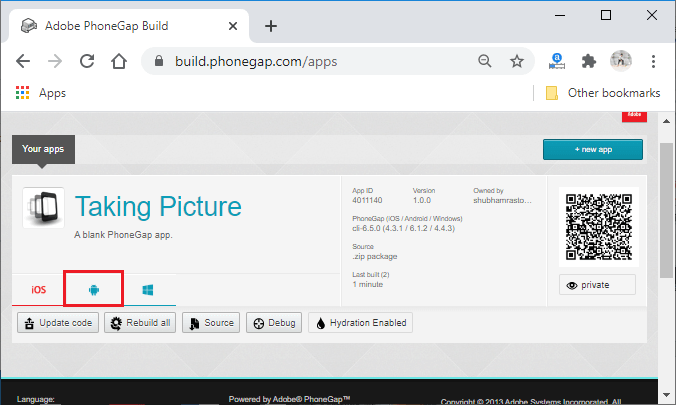 Adobe PhoneGap Build
build.phonegap.com/apps
Apps
Other bookmarks
Adobe
Your apps
+ new app
Taking Picture
A blank PhoneGap app.
App ID
4011140
Version
1.0.0
Owned by
shubhamrasto...
PhoneGap (iOS / Android / Windows)
cli-6.5.0 (4.3.1 / 6.1.2 / 4.4.3)
Source
.zip package
Last built (2)
1 minute
private
iOS
Update code
Rebuild all
Source
Debug
Hydration Enabled
Language:
Powered by Adobe® PhoneGap™
Copyright © 2013 Adobe Systems Incorporated. All